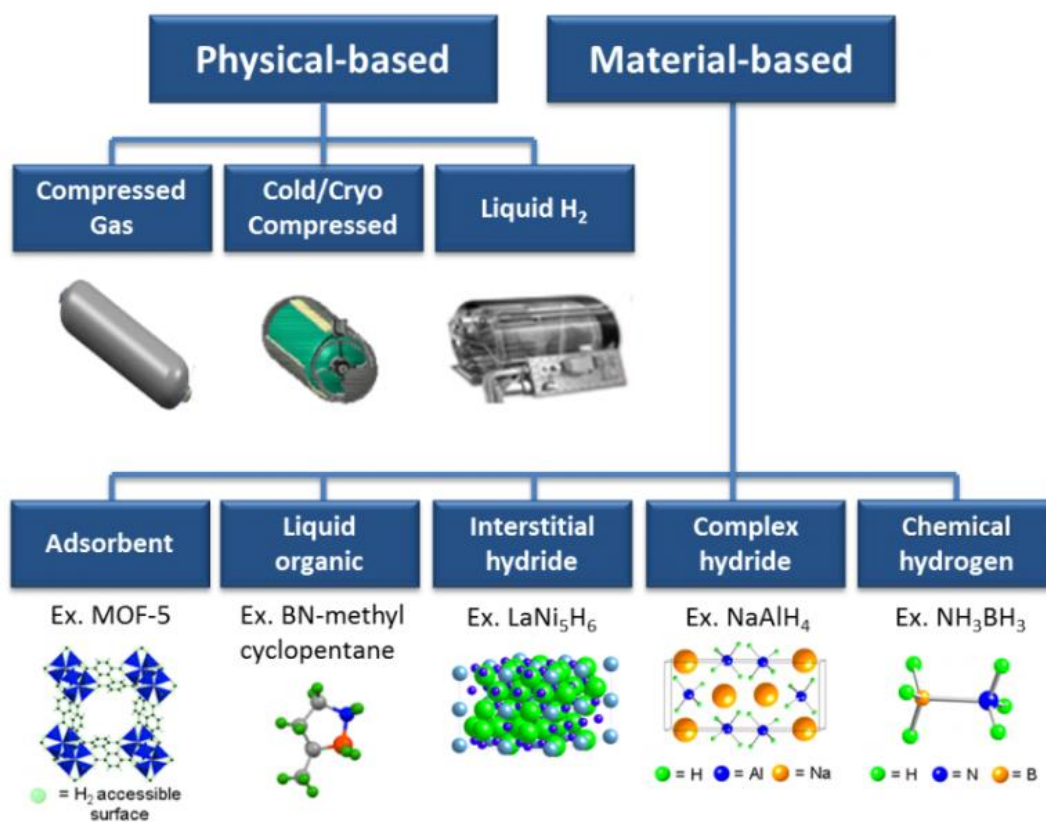 Physical-based
Material-based
Compressed
Gas
Cold/Cryo
Compressed
Liquid H₂
Adsorbent
Liquid
organic
Interstitial
hydride
Complex
hydride
Chemical
hydrogen
Ex. MOF-5
Ex. BN-methyl
cyclopentane
Ex. LaNi₅H₆
Ex. NaAlH₄
Ex. NH₃BH₃
= H₂ accessible
surface
= H = Al = Na
= H = N = B